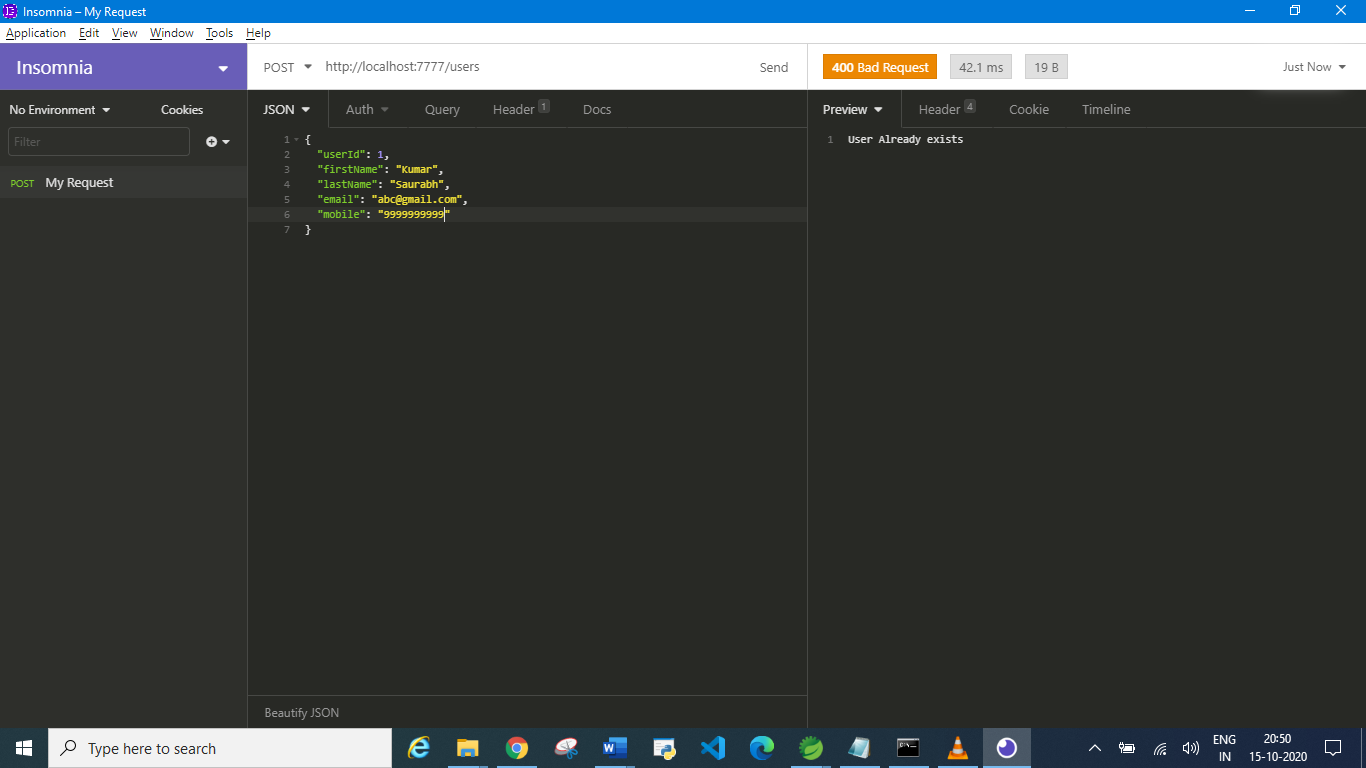 Insomnia – My Request
Application Edit View Window Tools Help
Insomnia
POST http://localhost:7777/users Send
400 Bad Request 42.1 ms 19 B Just Now
No Environment Cookies
JSON Auth Query Header 1 Docs
Preview Header 4 Cookie Timeline
Filter
POST My Request
1 {
2 "userId": 1,
3 "firstName": "Kumar",
4 "lastName": "Saurabh",
5 "email": "abc@gmail.com",
6 "mobile": "9999999999"
7 }
1 User Already exists
Beautify JSON
Type here to search
ENG
IN
20:50
15-10-2020